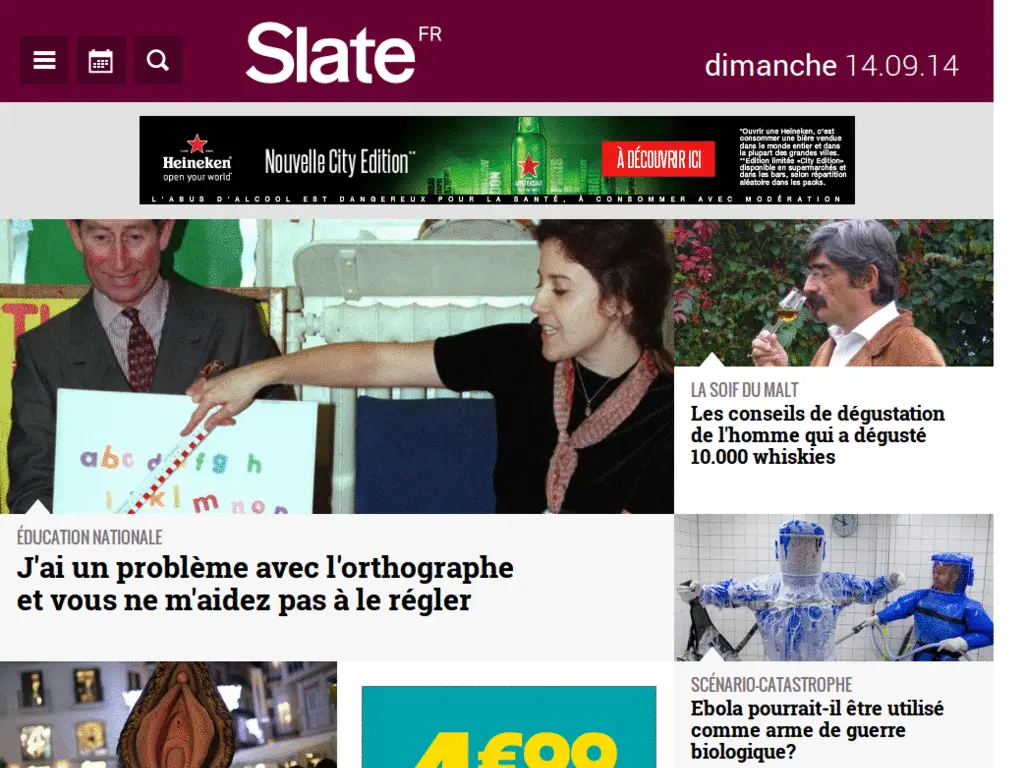 Slate FR
dimanche 14.09.14
Heineken
open your world
Nouvelle City Edition**
À DÉCOUVRIR ICI
*Ouvrir une Heineken, c'est
consommer une bière vendue
dans le monde entier et dans
la plupart des grandes villes.
**Edition limitée «City Edition»
disponible en supermarchés et
dans les bars, selon répartition
aléatoire dans les packs.
L'ABUS D'ALCOOL EST DANGEREUX POUR LA SANTÉ, À CONSOMMER AVEC MODÉRATION
abc d fgh
i kl mnop
LA SOIF DU MALT
Les conseils de dégustation
de l'homme qui a dégusté
10.000 whiskies
ÉDUCATION NATIONALE
J'ai un problème avec l'orthographe
et vous ne m'aidez pas à le régler
SCÉNARIO-CATASTROPHE
Ebola pourrait-il être utilisé
comme arme de guerre
biologique?
4€99